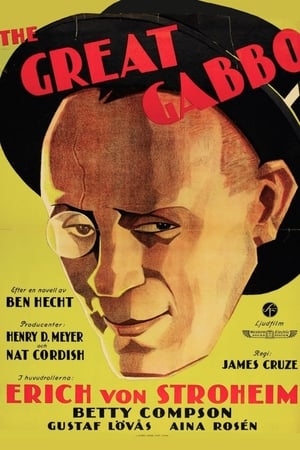 THE
GREAT
GABBO
Efter en novell av
BEN HECHT
Producenter:
HENRY D. MEYER
och
NAT CORDISH
Ljudfilm
Regi:
JAMES CRUZE
I huvudrollerna:
ERICH VON STROHEIM
BETTY COMPSON
GUSTAF LÖVÅS AINA ROSÉN